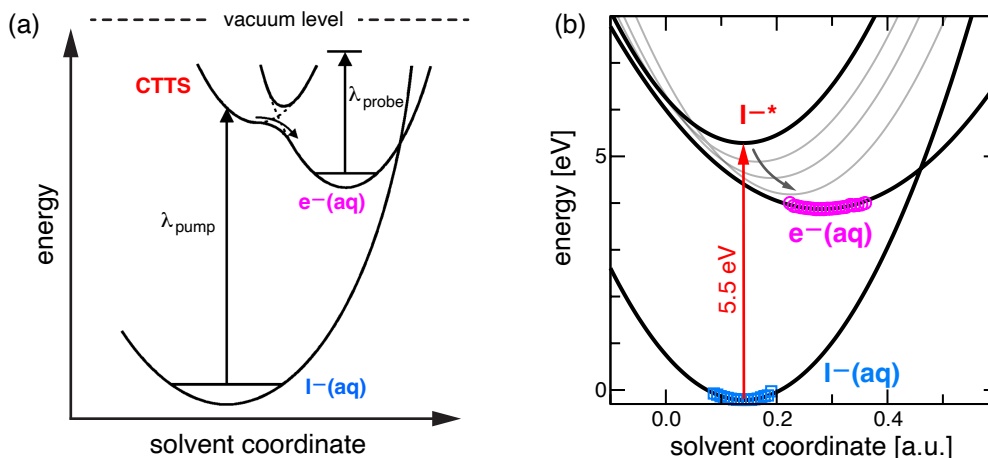 (a)
vacuum level
CTTS
λprobe
λpump
e−(aq)
I−(aq)
energy
solvent coordinate
(b)
I−*
5
e−(aq)
5.5 eV
I−(aq)
0
energy [eV]
0.0 0.2 0.4
solvent coordinate [a.u.]